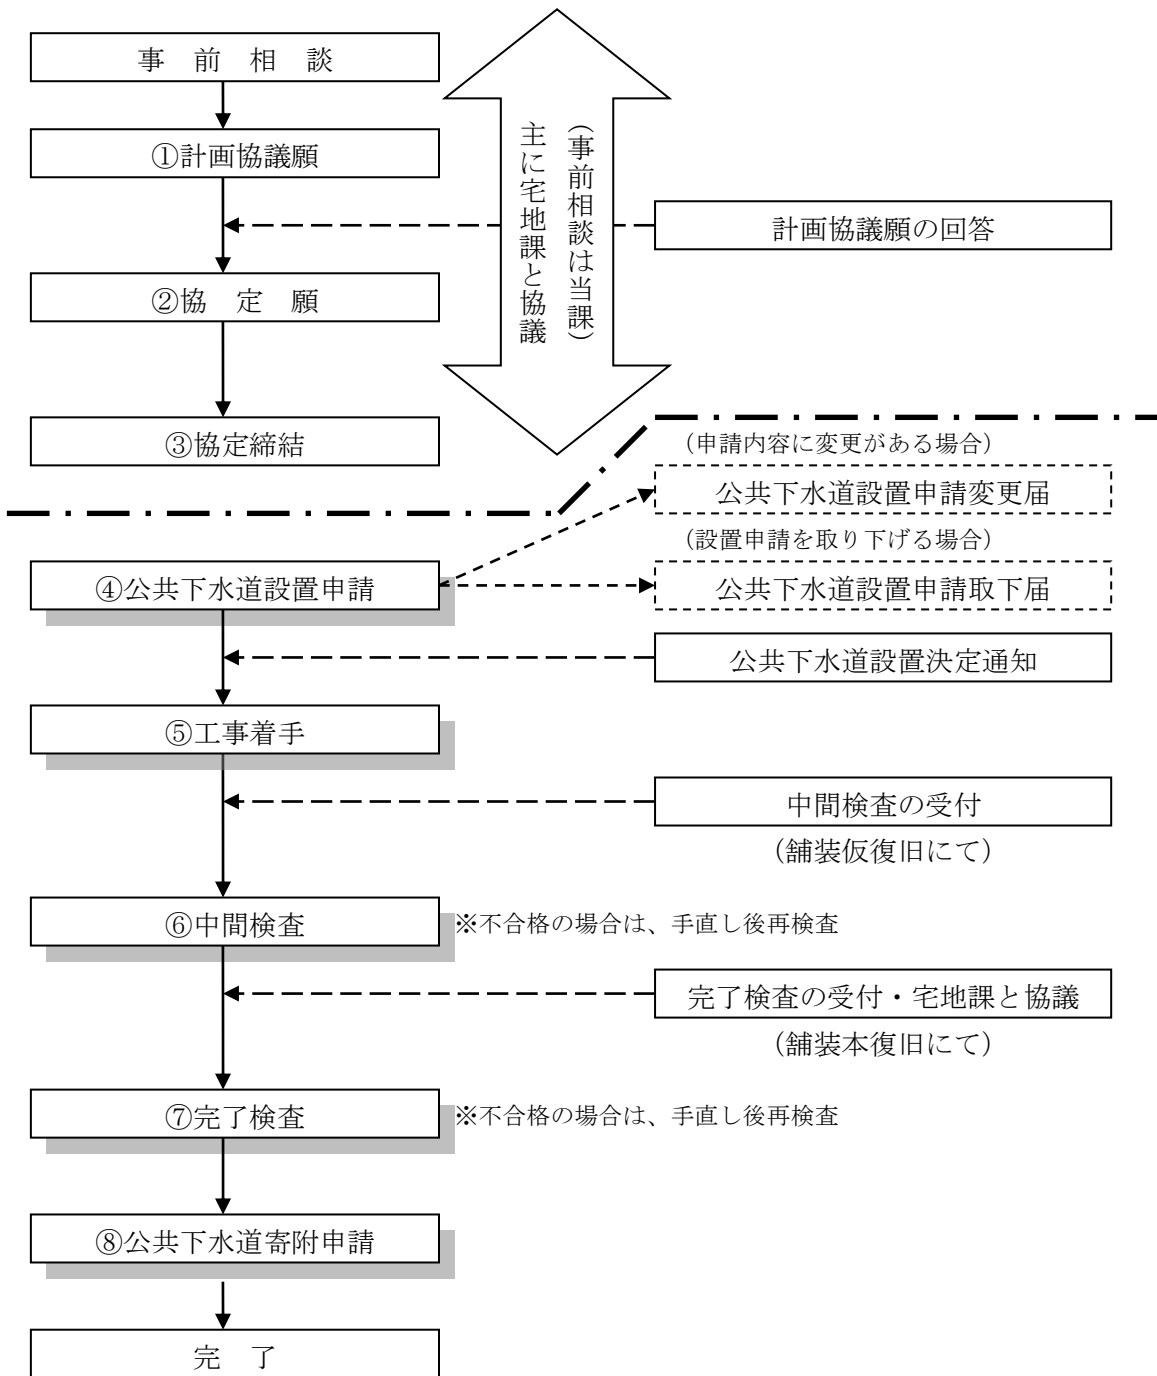 事　前　相　談
①計画協議願
主に宅地課と協議
（事前相談は当課）
計画協議願の回答
②協　定　願
③協定締結
（申請内容に変更がある場合）
公共下水道設置申請変更届
（設置申請を取り下げる場合）
④公共下水道設置申請
公共下水道設置申請取下届
公共下水道設置決定通知
⑤工事着手
中間検査の受付
（舗装仮復旧にて）
⑥中間検査
※不合格の場合は、手直し後再検査
完了検査の受付・宅地課と協議
（舗装本復旧にて）
⑦完了検査
※不合格の場合は、手直し後再検査
⑧公共下水道寄附申請
完　了